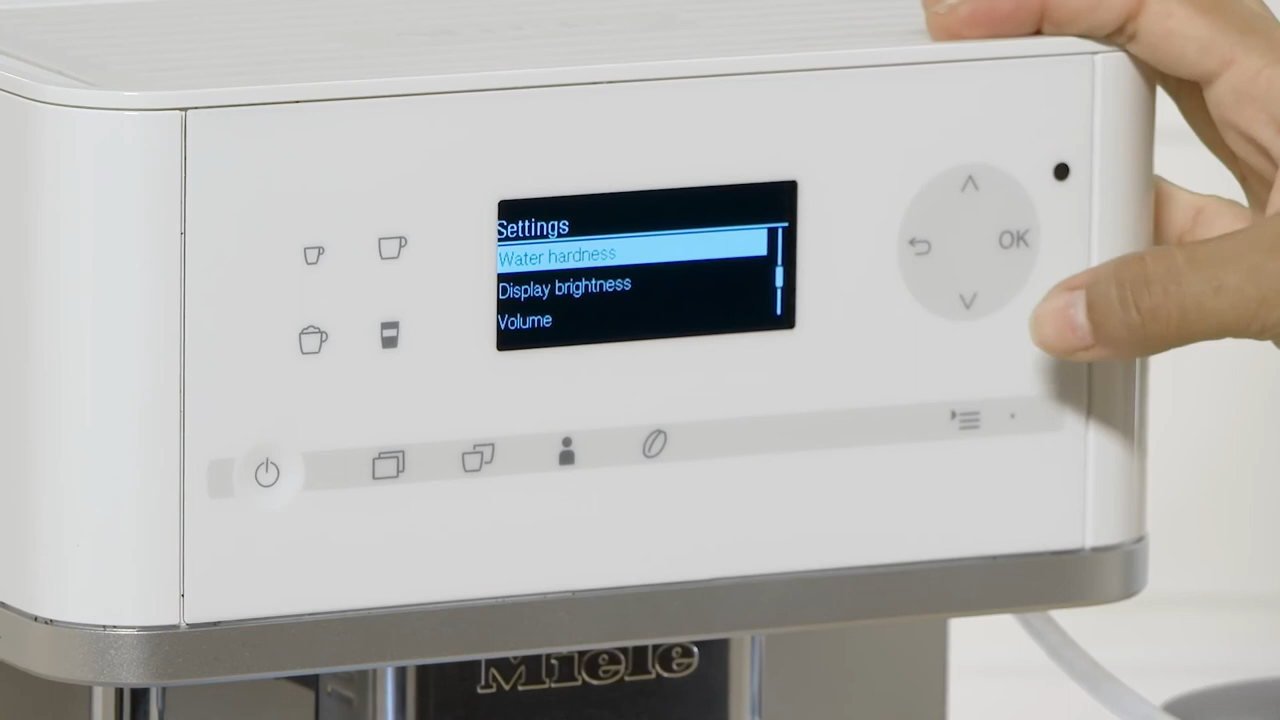 Settings
Water hardness
Display brightness
Volume
OK
Miele